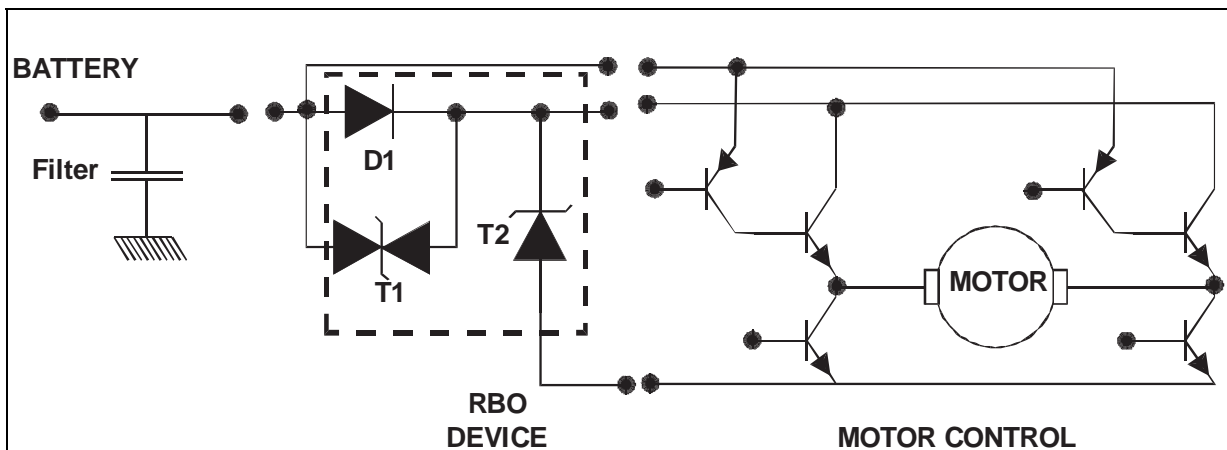 BATTERY
Filter
D1
T2
T1
MOTOR
RBO
DEVICE
MOTOR CONTROL